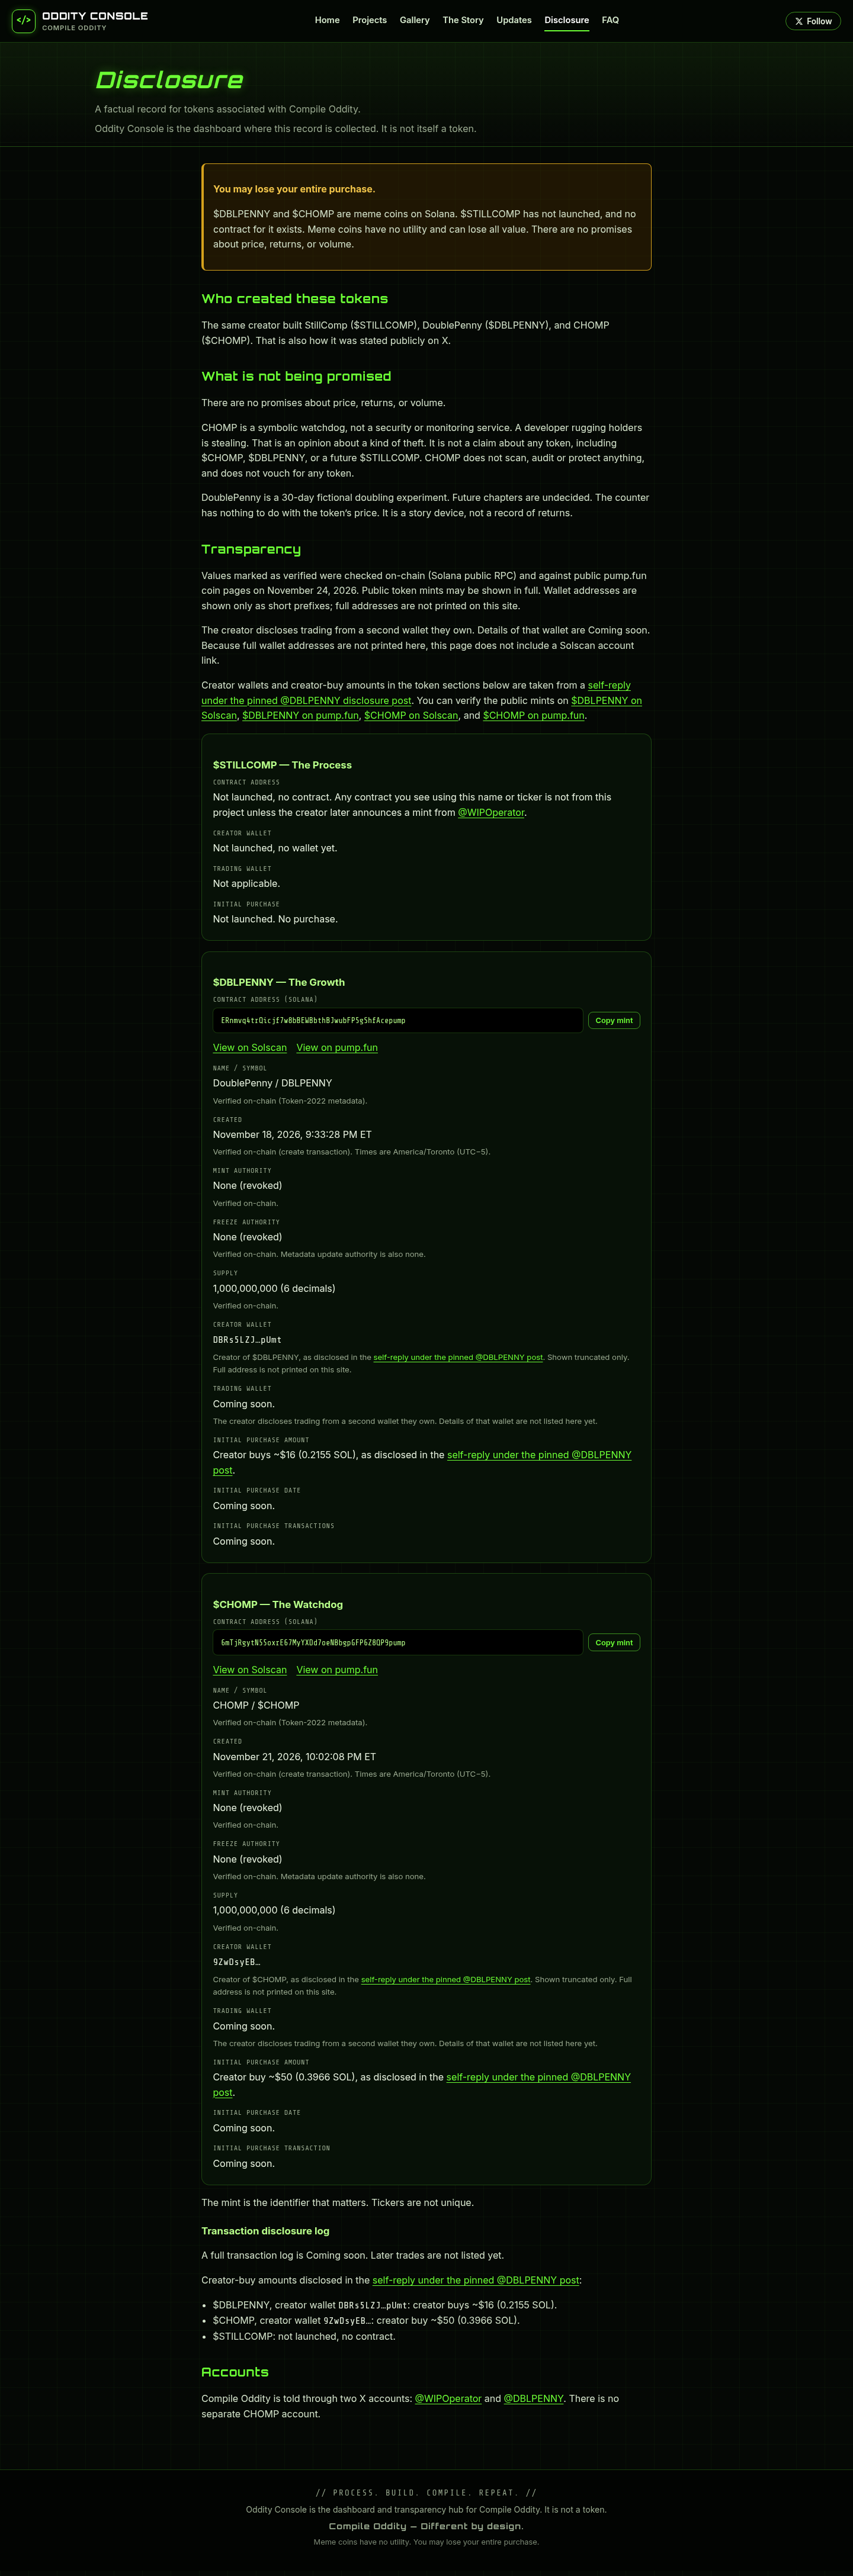 </>
ODDITY CONSOLE
COMPILE ODDITY
Home Projects Gallery The Story Updates Disclosure FAQ
X Follow
Disclosure
A factual record for tokens associated with Compile Oddity.
Oddity Console is the dashboard where this record is collected. It is not itself a token.
You may lose your entire purchase.
$DBLPENNY and $CHOMP are meme coins on Solana. $STILLCOMP has not launched, and no
contract for it exists. Meme coins have no utility and can lose all value. There are no promises
about price, returns, or volume.
Who created these tokens
The same creator built StillComp ($STILLCOMP), DoublePenny ($DBLPENNY), and CHOMP
($CHOMP). That is also how it was stated publicly on X.
What is not being promised
There are no promises about price, returns, or volume.
CHOMP is a symbolic watchdog, not a security or monitoring service. A developer rugging holders
is stealing. That is an opinion about a kind of theft. It is not a claim about any token, including
$CHOMP, $DBLPENNY, or a future $STILLCOMP. CHOMP does not scan, audit or protect anything,
and does not vouch for any token.
DoublePenny is a 30-day fictional doubling experiment. Future chapters are undecided. The counter
has nothing to do with the token's price. It is a story device, not a record of returns.
Transparency
Values marked as verified were checked on-chain (Solana public RPC) and against public pump.fun
coin pages on November 24, 2026. Public token mints may be shown in full. Wallet addresses are
shown only as short prefixes; full addresses are not printed on this site.
The creator discloses trading from a second wallet they own. Details of that wallet are Coming soon.
Because full wallet addresses are not printed here, this page does not include a Solscan account
link.
Creator wallets and creator-buy amounts in the token sections below are taken from a self-reply
under the pinned @DBLPENNY disclosure post. You can verify the public mints on $DBLPENNY on
Solscan, $DBLPENNY on pump.fun, $CHOMP on Solscan, and $CHOMP on pump.fun.
$STILLCOMP — The Process
CONTRACT ADDRESS
Not launched, no contract. Any contract you see using this name or ticker is not from this
project unless the creator later announces a mint from @WIPOperator.
CREATOR WALLET
Not launched, no wallet yet.
TRADING WALLET
Not applicable.
INITIAL PURCHASE
Not launched. No purchase.
$DBLPENNY — The Growth
CONTRACT ADDRESS (SOLANA)
Copy mint
View on Solscan View on pump.fun
NAME / SYMBOL
DoublePenny / DBLPENNY
Verified on-chain (Token-2022 metadata).
CREATED
November 18, 2026, 9:33:28 PM ET
Verified on-chain (create transaction). Times are America/Toronto (UTC−5).
MINT AUTHORITY
None (revoked)
Verified on-chain.
FREEZE AUTHORITY
None (revoked)
Verified on-chain. Metadata update authority is also none.
SUPPLY
1,000,000,000 (6 decimals)
Verified on-chain.
CREATOR WALLET
DBRs5LZJ…pUmt
Creator of $DBLPENNY, as disclosed in the self-reply under the pinned @DBLPENNY post. Shown truncated only.
Full address is not printed on this site.
TRADING WALLET
Coming soon.
The creator discloses trading from a second wallet they own. Details of that wallet are not listed here yet.
INITIAL PURCHASE AMOUNT
Creator buys ~$16 (0.2155 SOL), as disclosed in the self-reply under the pinned @DBLPENNY
post.
INITIAL PURCHASE DATE
Coming soon.
INITIAL PURCHASE TRANSACTIONS
Coming soon.
$CHOMP — The Watchdog
CONTRACT ADDRESS (SOLANA)
Copy mint
View on Solscan View on pump.fun
NAME / SYMBOL
CHOMP / $CHOMP
Verified on-chain (Token-2022 metadata).
CREATED
November 21, 2026, 10:02:08 PM ET
Verified on-chain (create transaction). Times are America/Toronto (UTC−5).
MINT AUTHORITY
None (revoked)
Verified on-chain.
FREEZE AUTHORITY
None (revoked)
Verified on-chain. Metadata update authority is also none.
SUPPLY
1,000,000,000 (6 decimals)
Verified on-chain.
CREATOR WALLET
9ZwDsyEB…
Creator of $CHOMP, as disclosed in the self-reply under the pinned @DBLPENNY post. Shown truncated only. Full
address is not printed on this site.
TRADING WALLET
Coming soon.
The creator discloses trading from a second wallet they own. Details of that wallet are not listed here yet.
INITIAL PURCHASE AMOUNT
Creator buy ~$50 (0.3966 SOL), as disclosed in the self-reply under the pinned @DBLPENNY
post.
INITIAL PURCHASE DATE
Coming soon.
INITIAL PURCHASE TRANSACTION
Coming soon.
The mint is the identifier that matters. Tickers are not unique.
Transaction disclosure log
A full transaction log is Coming soon. Later trades are not listed yet.
Creator-buy amounts disclosed in the self-reply under the pinned @DBLPENNY post:
• $DBLPENNY, creator wallet DBRs5LZJ…pUmt: creator buys ~$16 (0.2155 SOL).
• $CHOMP, creator wallet 9ZwDsyEB…: creator buy ~$50 (0.3966 SOL).
• $STILLCOMP: not launched, no contract.
Accounts
Compile Oddity is told through two X accounts: @WIPOperator and @DBLPENNY. There is no
separate CHOMP account.
// PROCESS. BUILD. COMPILE. REPEAT. //
Oddity Console is the dashboard and transparency hub for Compile Oddity. It is not a token.
Compile Oddity — Different by design.
Meme coins have no utility. You may lose your entire purchase.